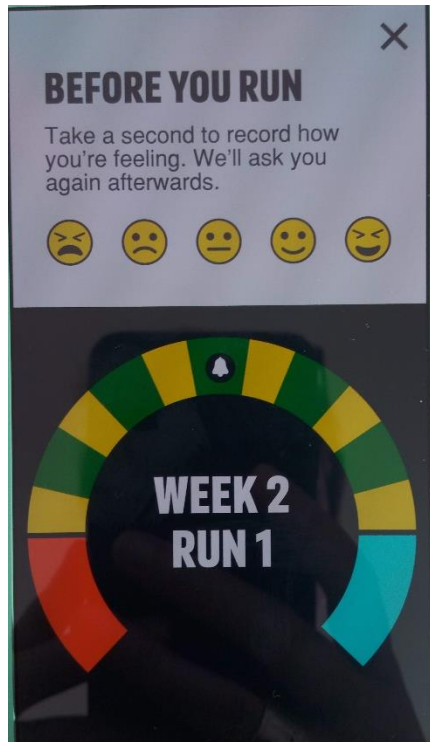 BEFORE YOU RUN
Take a second to record how
you're feeling. We'll ask you
again afterwards.
WEEK 2
RUN 1